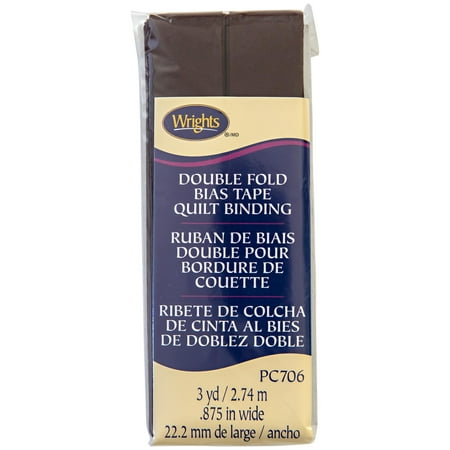 Wrights
®/MD
DOUBLE FOLD
BIAS TAPE
QUILT BINDING
RUBAN DE BIAIS
DOUBLE POUR
BORDURE DE
COUETTE
RIBETE DE COLCHA
DE CINTA AL BIES
DE DOBLEZ DOBLE
PC706
3 yd / 2.74 m
.875 in wide
22.2 mm de large / ancho